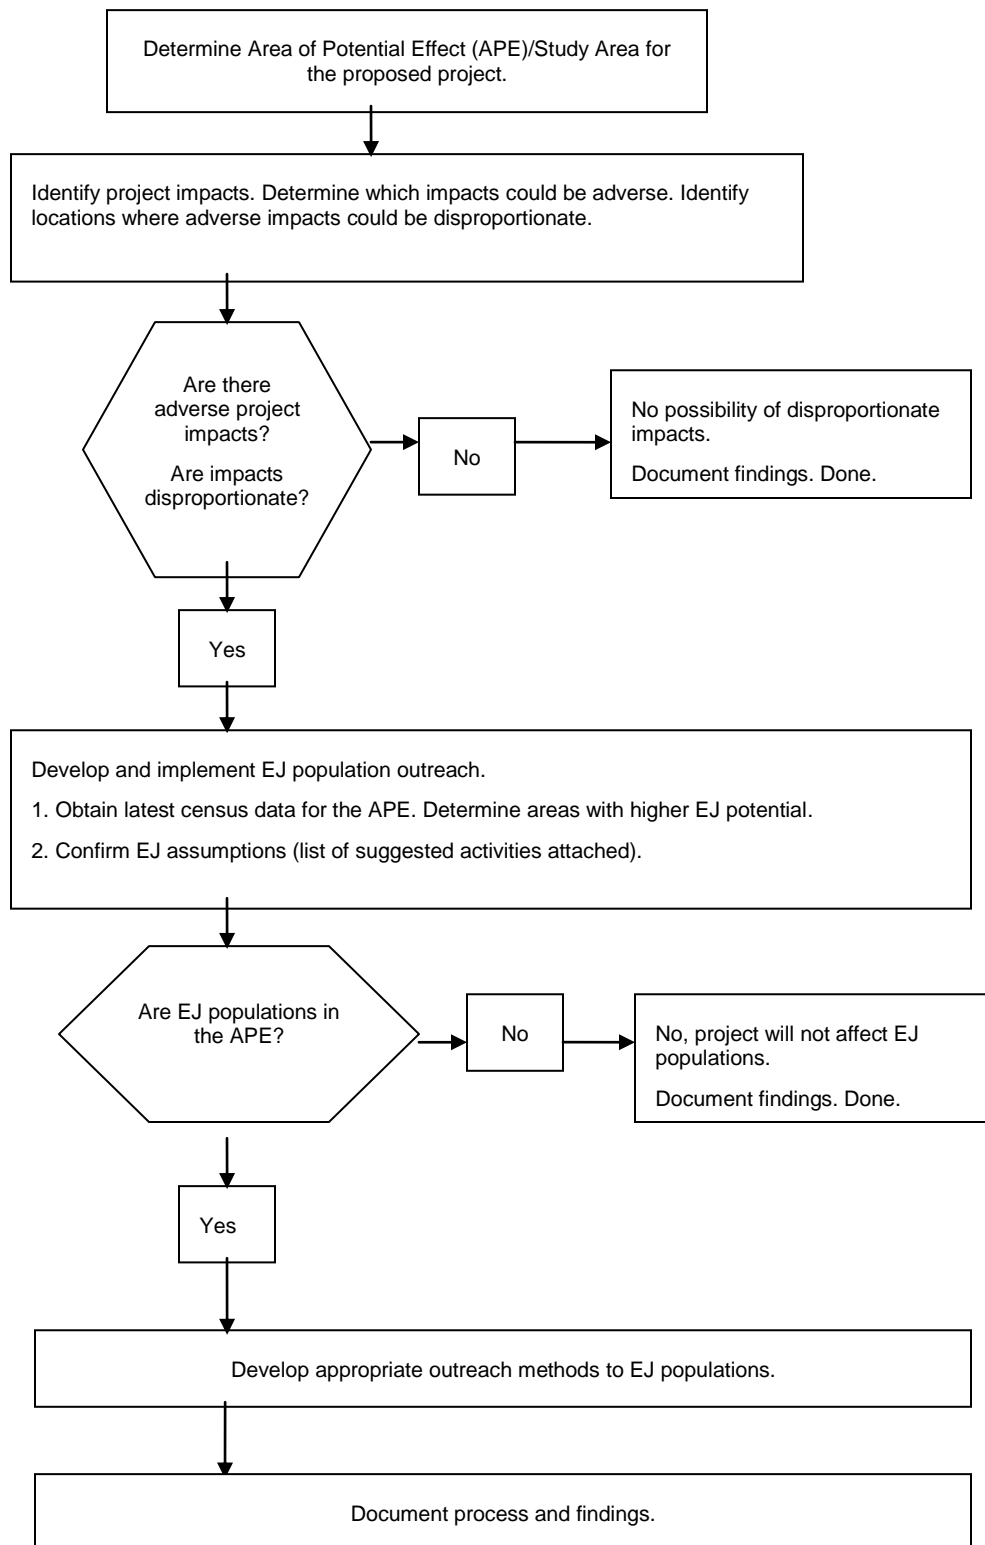 Determine Area of Potential Effect (APE)/Study Area for
the proposed project.
Identify project impacts. Determine which impacts could be adverse. Identify
locations where adverse impacts could be disproportionate.
Are there
adverse project
impacts?
Are impacts
disproportionate?
No
No possibility of disproportionate
impacts.
Document findings. Done.
Yes
Develop and implement EJ population outreach.
1. Obtain latest census data for the APE. Determine areas with higher EJ potential.
2. Confirm EJ assumptions (list of suggested activities attached).
Are EJ populations in
the APE?
No
No, project will not affect EJ
populations.
Document findings. Done.
Yes
Develop appropriate outreach methods to EJ populations.
Document process and findings.